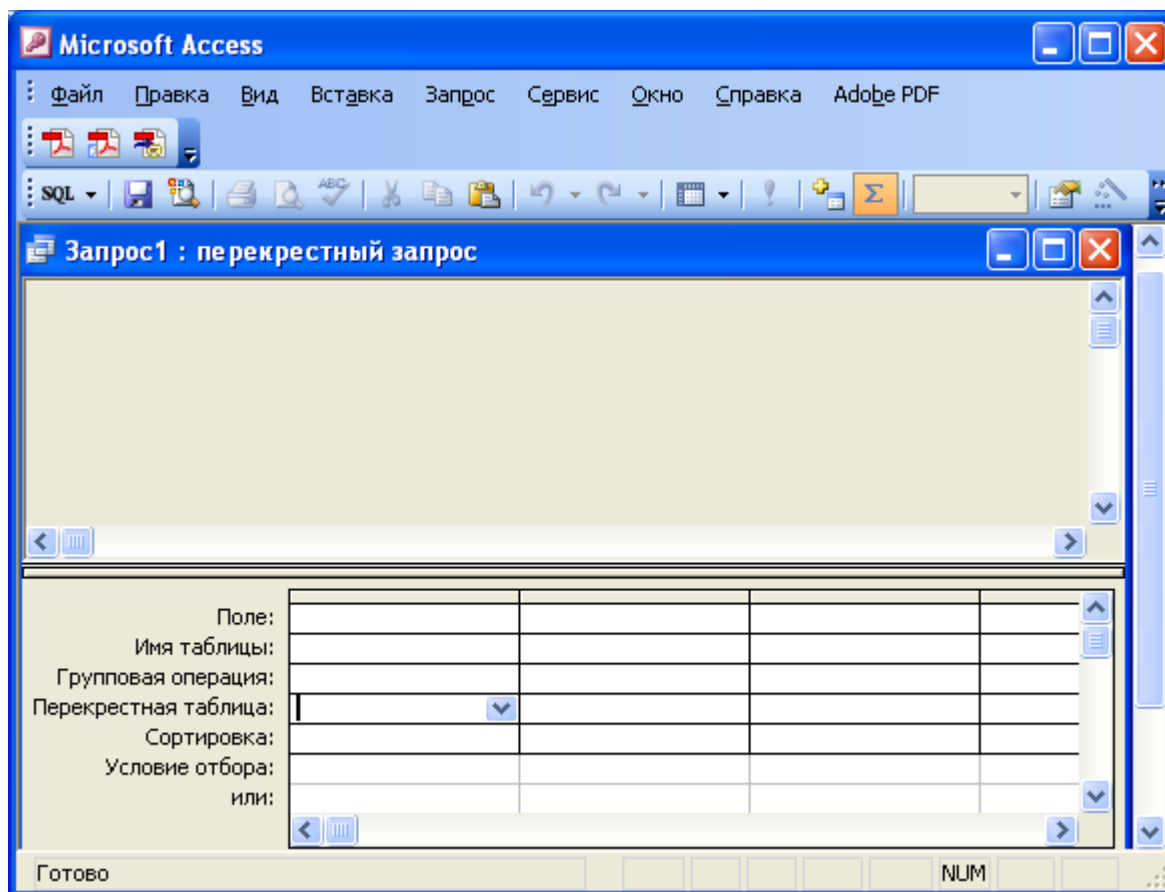 Microsoft Access
Файл Правка Вид Вставка Запрос Сервис Окно Справка Adobe PDF
SQL ABC Σ
Запрос1 : перекрестный запрос
Поле:
Имя таблицы:
Групповая операция:
Перекрестная таблица:
Сортировка:
Условие отбора:
или:
Готово NUM